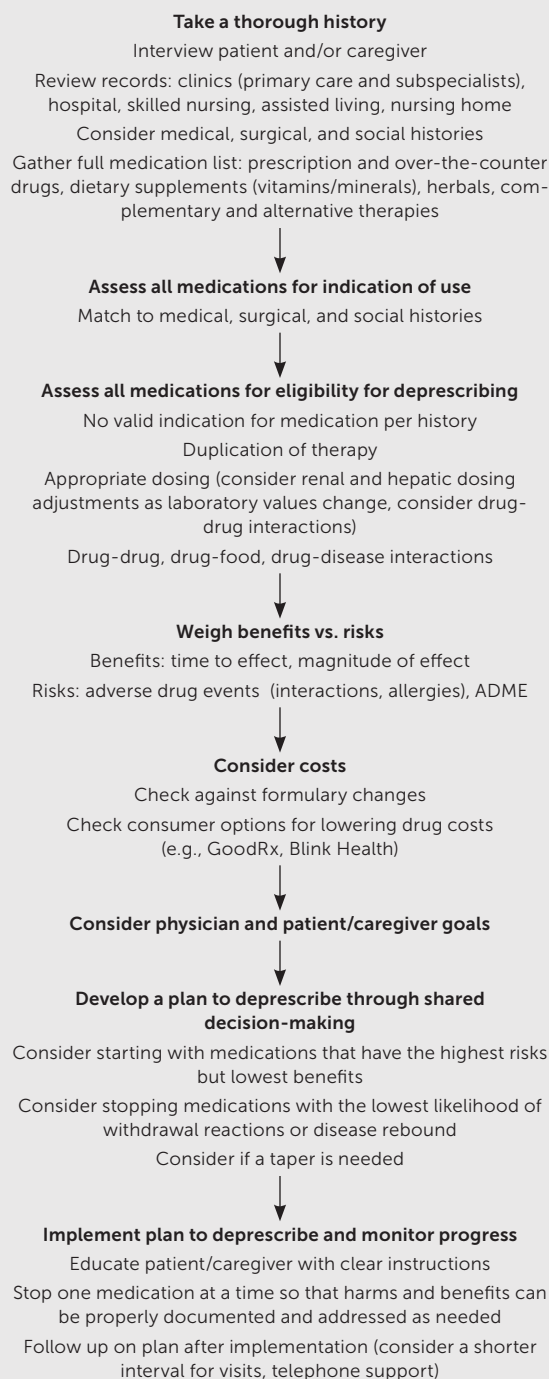 Take a thorough history
Interview patient and/or caregiver
Review records: clinics (primary care and subspecialists),
hospital, skilled nursing, assisted living, nursing home
Consider medical, surgical, and social histories
Gather full medication list: prescription and over-the-counter
drugs, dietary supplements (vitamins/minerals), herbals, com-
plementary and alternative therapies
Assess all medications for indication of use
Match to medical, surgical, and social histories
Assess all medications for eligibility for deprescribing
No valid indication for medication per history
Duplication of therapy
Appropriate dosing (consider renal and hepatic dosing
adjustments as laboratory values change, consider drug-
drug interactions)
Drug-drug, drug-food, drug-disease interactions
Weigh benefits vs. risks
Benefits: time to effect, magnitude of effect
Risks: adverse drug events (interactions, allergies), ADME
Consider costs
Check against formulary changes
Check consumer options for lowering drug costs
(e.g., GoodRx, Blink Health)
Consider physician and patient/caregiver goals
Develop a plan to deprescribe through shared
decision-making
Consider starting with medications that have the highest risks
but lowest benefits
Consider stopping medications with the lowest likelihood of
withdrawal reactions or disease rebound
Consider if a taper is needed
Implement plan to deprescribe and monitor progress
Educate patient/caregiver with clear instructions
Stop one medication at a time so that harms and benefits can
be properly documented and addressed as needed
Follow up on plan after implementation (consider a shorter
interval for visits, telephone support)